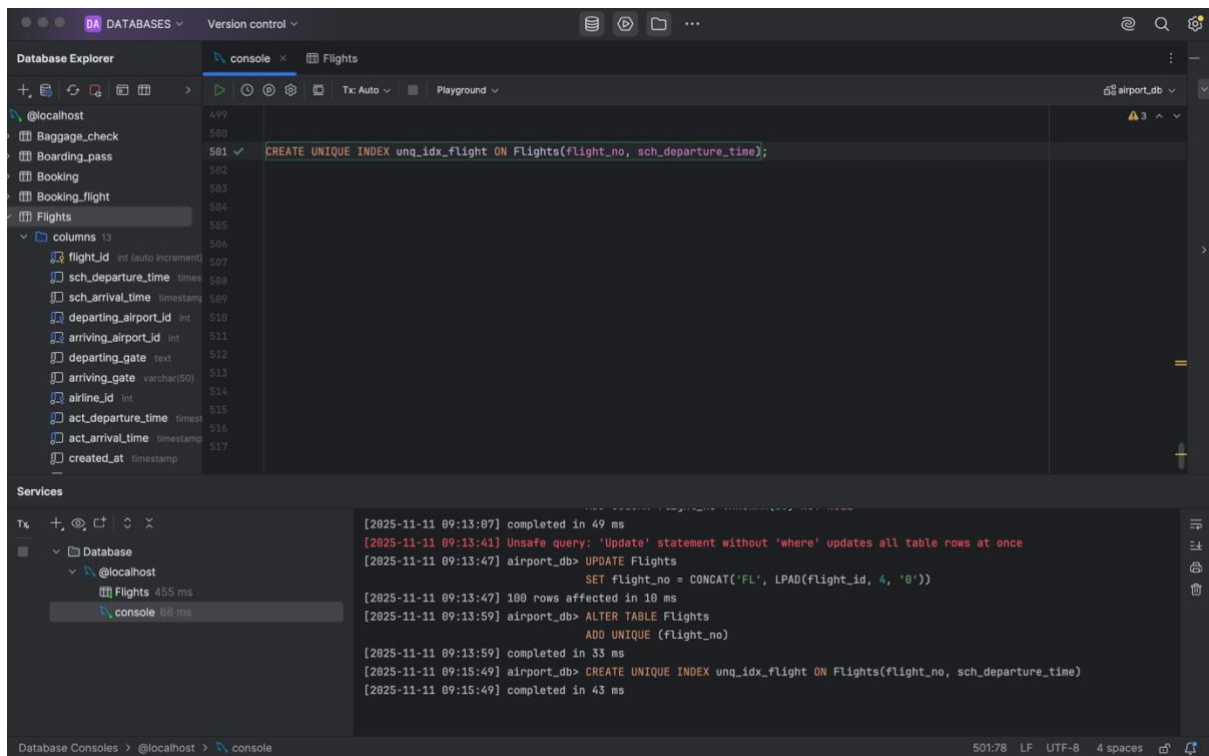 DA DATABASES Version control
Database Explorer
console
Flights
Tx: Auto
Playground
airport_db
@localhost
Baggage_check
Boarding_pass
Booking
Booking_flight
Flights
columns 13
flight_id int (auto increment)
sch_departure_time times
sch_arrival_time timestamp
departing_airport_id int
arriving_airport_id int
departing_gate text
arriving_gate varchar(50)
airline_id int
act_departure_time timest
act_arrival_time timestamp
created_at timestamp
499
500
501 CREATE UNIQUE INDEX unq_idx_flight ON Flights(flight_no, sch_departure_time);
502
503
504
505
506
507
508
509
510
511
512
513
514
515
516
517
3
Services
Tx
Database
@localhost
Flights 455 ms
console 66 ms
[2025-11-11 09:13:07] completed in 49 ms
[2025-11-11 09:13:41] Unsafe query: 'Update' statement without 'where' updates all table rows at once
[2025-11-11 09:13:47] airport_db> UPDATE Flights
SET flight_no = CONCAT('FL', LPAD(flight_id, 4, '0'))
[2025-11-11 09:13:47] 100 rows affected in 10 ms
[2025-11-11 09:13:59] airport_db> ALTER TABLE Flights
ADD UNIQUE (flight_no)
[2025-11-11 09:13:59] completed in 33 ms
[2025-11-11 09:15:49] airport_db> CREATE UNIQUE INDEX unq_idx_flight ON Flights(flight_no, sch_departure_time)
[2025-11-11 09:15:49] completed in 43 ms
Database Consoles > @localhost > console
501:78 LF UTF-8 4 spaces